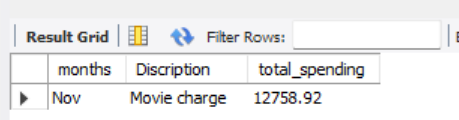 Result Grid Filter Rows:
months Discription total_spending
Nov Movie charge 12758.92